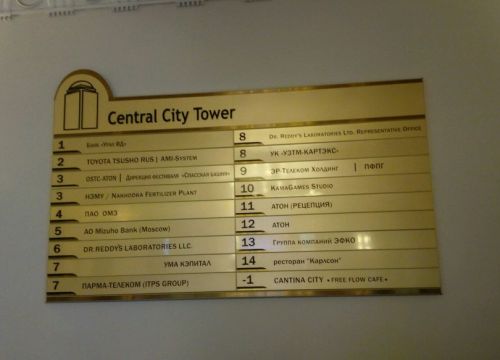 Central City Tower
1 Банк «Урал ФД»
2 TOYOTA TSUSHO RUS | AMI-System
3 OSTC-ATON | Дирекция фестиваля «Спасская башня»
3 НЗМУ / Nakhodka Fertilizer Plant
4 ПАО ОМЗ
5 АО Mizuho Bank (Moscow)
6 DR.REDDY'S LABORATORIES LLC.
7 УМА КЭПИТАЛ
7 ПАРМА-ТЕЛЕКОМ (ITPS GROUP)
8 Dr. Reddy's Laboratories Ltd. Representative Office
8 УК «УЗТМ-КАРТЭКС»
9 ЭР-Телеком Холдинг | ПФПГ
10 KamaGames Studio
11 АТОН (РЕЦЕПЦИЯ)
12 АТОН
13 Группа компаний ЭФКО
14 ресторан "Карлсон"
-1 CANTINA CITY • FREE FLOW CAFE •